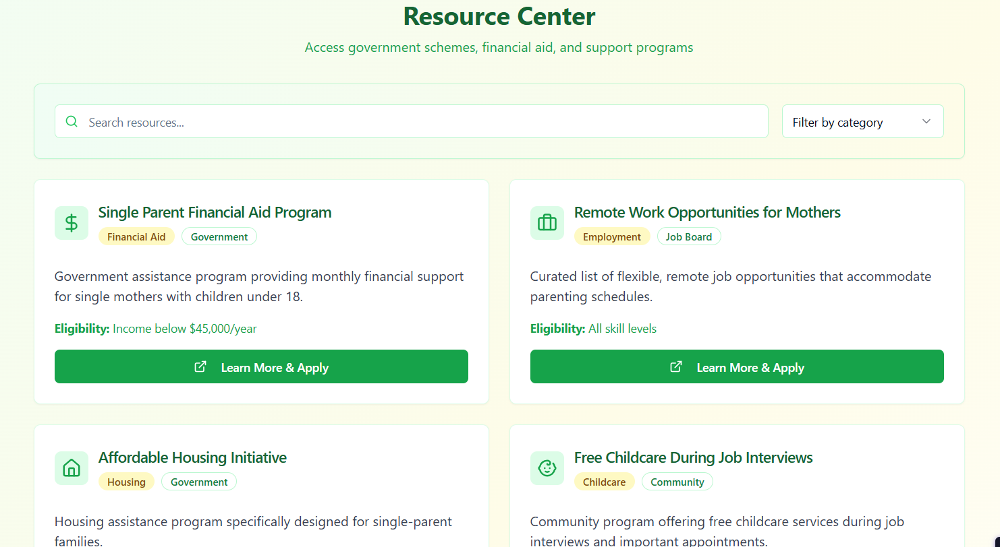 Resource Center
Access government schemes, financial aid, and support programs
Search resources...
Filter by category
Single Parent Financial Aid Program
Financial Aid
Government
Government assistance program providing monthly financial support
for single mothers with children under 18.
Eligibility: Income below $45,000/year
Learn More & Apply
Remote Work Opportunities for Mothers
Employment
Job Board
Curated list of flexible, remote job opportunities that accommodate
parenting schedules.
Eligibility: All skill levels
Learn More & Apply
Affordable Housing Initiative
Housing
Government
Housing assistance program specifically designed for single-parent
families.
Free Childcare During Job Interviews
Childcare
Community
Community program offering free childcare services during job
interviews and important appointments.